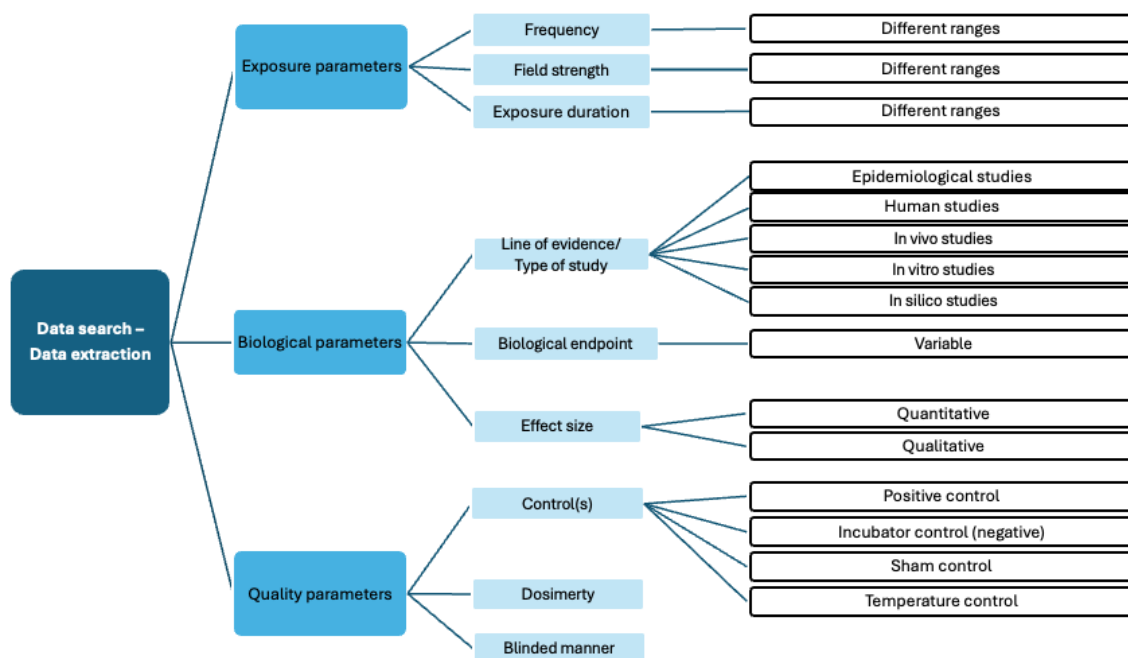 Data search –
Data extraction
Exposure parameters
Frequency
Different ranges
Field strength
Different ranges
Exposure duration
Different ranges
Biological parameters
Line of evidence/
Type of study
Epidemiological studies
Human studies
In vivo studies
In vitro studies
In silico studies
Biological endpoint
Variable
Effect size
Quantitative
Qualitative
Quality parameters
Control(s)
Positive control
Incubator control (negative)
Sham control
Temperature control
Dosimerty
Blinded manner